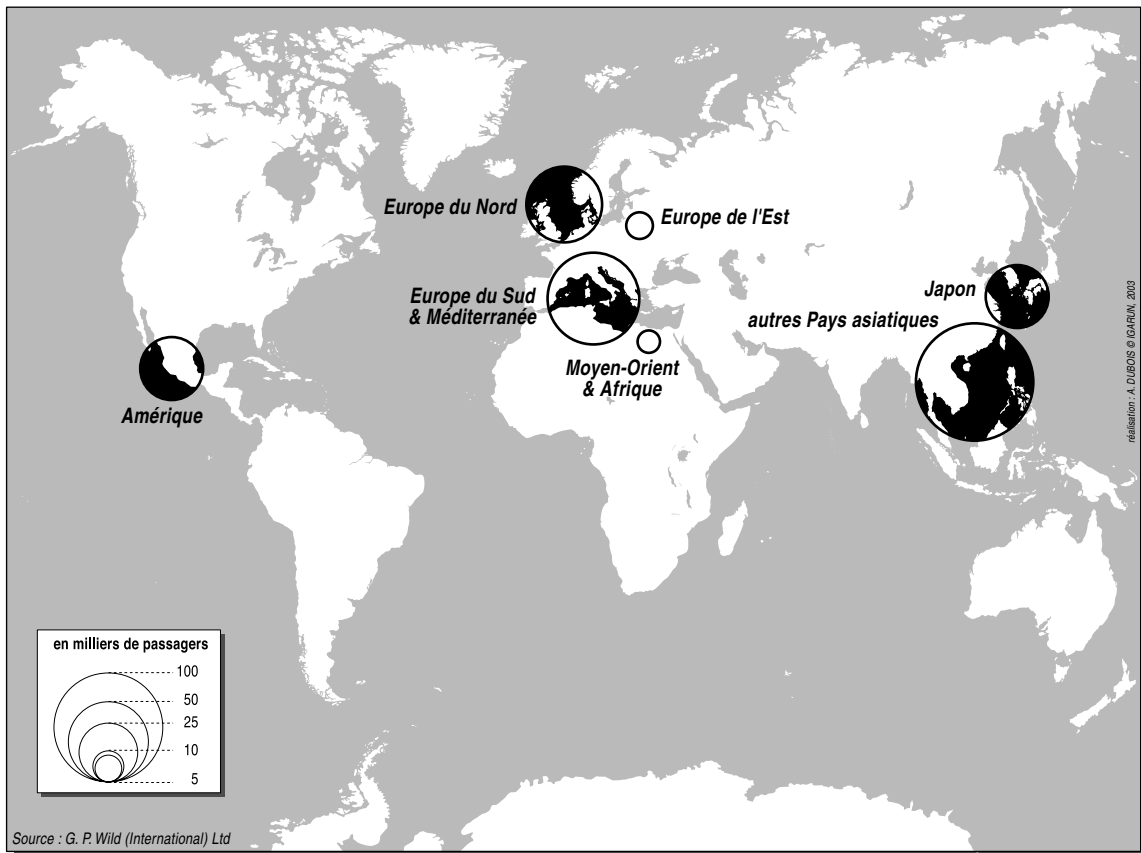 Europe du Nord
Europe de l'Est
Europe du Sud
& Méditerranée
Japon
autres Pays asiatiques
Moyen-Orient
& Afrique
Amérique
réalisation : A. DUBOIS © IGARUN, 2003
en milliers de passagers
100
50
25
10
5
Source : G. P. Wild (International) Ltd